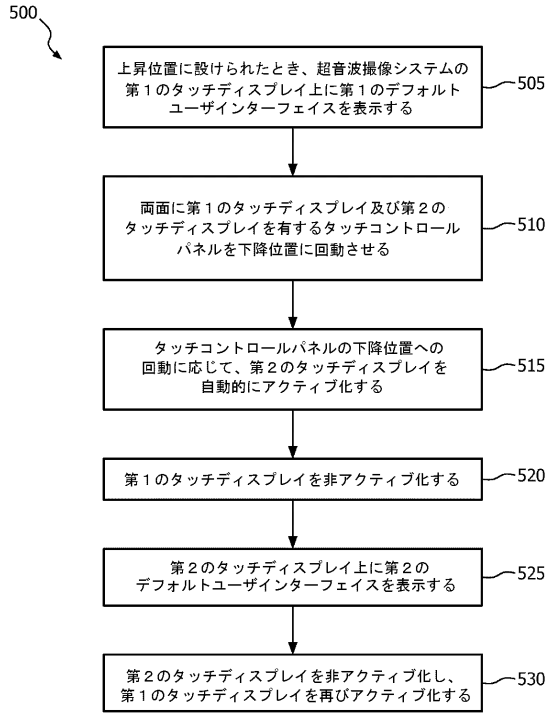 500
上昇位置に設けられたとき、超音波撮像システムの
第１のタッチディスプレイ上に第１のデフォルト
ユーザインターフェイスを表示する
505
両面に第１のタッチディスプレイ及び第２の
タッチディスプレイを有するタッチコントロール
パネルを下降位置に回動させる
510
タッチコントロールパネルの下降位置への
回動に応じて、第２のタッチディスプレイを
自動的にアクティブ化する
515
第１のタッチディスプレイを非アクティブ化する
520
第２のタッチディスプレイ上に第２の
デフォルトユーザインターフェイスを表示する
525
第２のタッチディスプレイを非アクティブ化し、
第１のタッチディスプレイを再びアクティブ化する
530